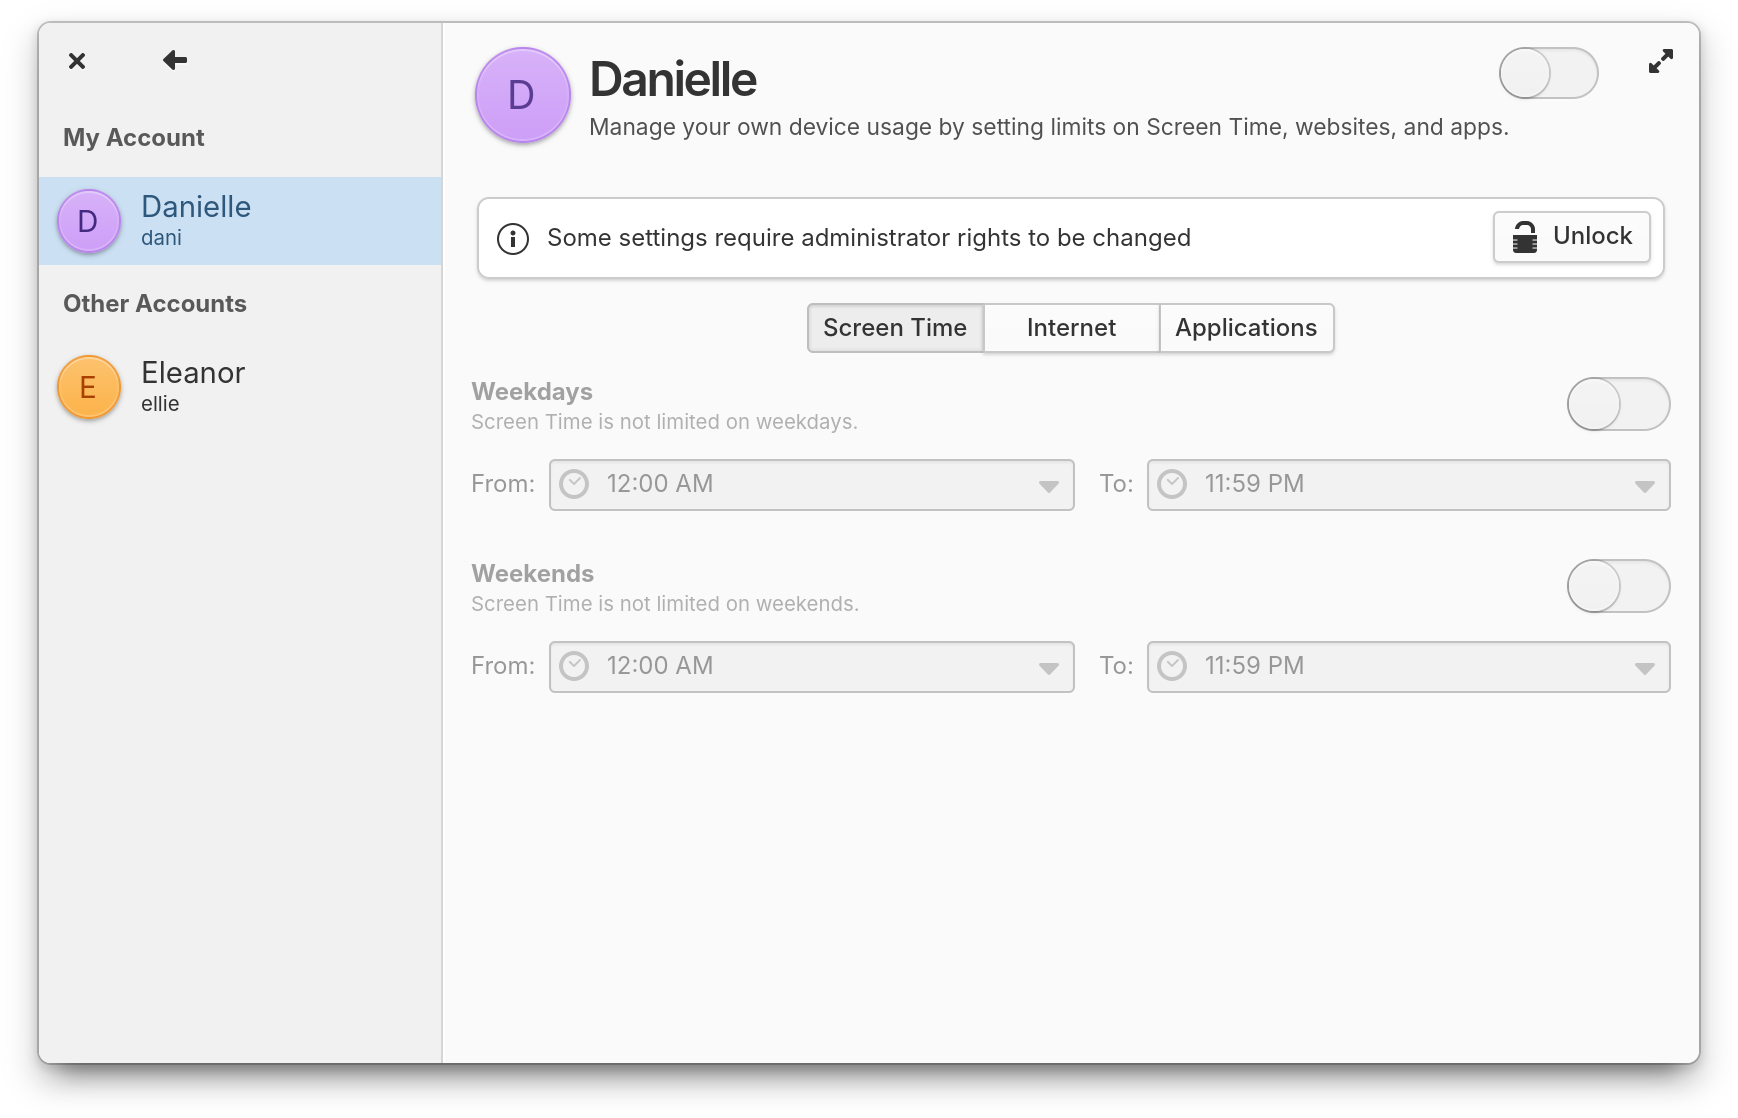 My Account
D
Danielle
dani
Other Accounts
E
Eleanor
ellie
D
Danielle
Manage your own device usage by setting limits on Screen Time, websites, and apps.
Some settings require administrator rights to be changed
Unlock
Screen Time
Internet
Applications
Weekdays
Screen Time is not limited on weekdays.
From: 12:00 AM To: 11:59 PM
Weekends
Screen Time is not limited on weekends.
From: 12:00 AM To: 11:59 PM